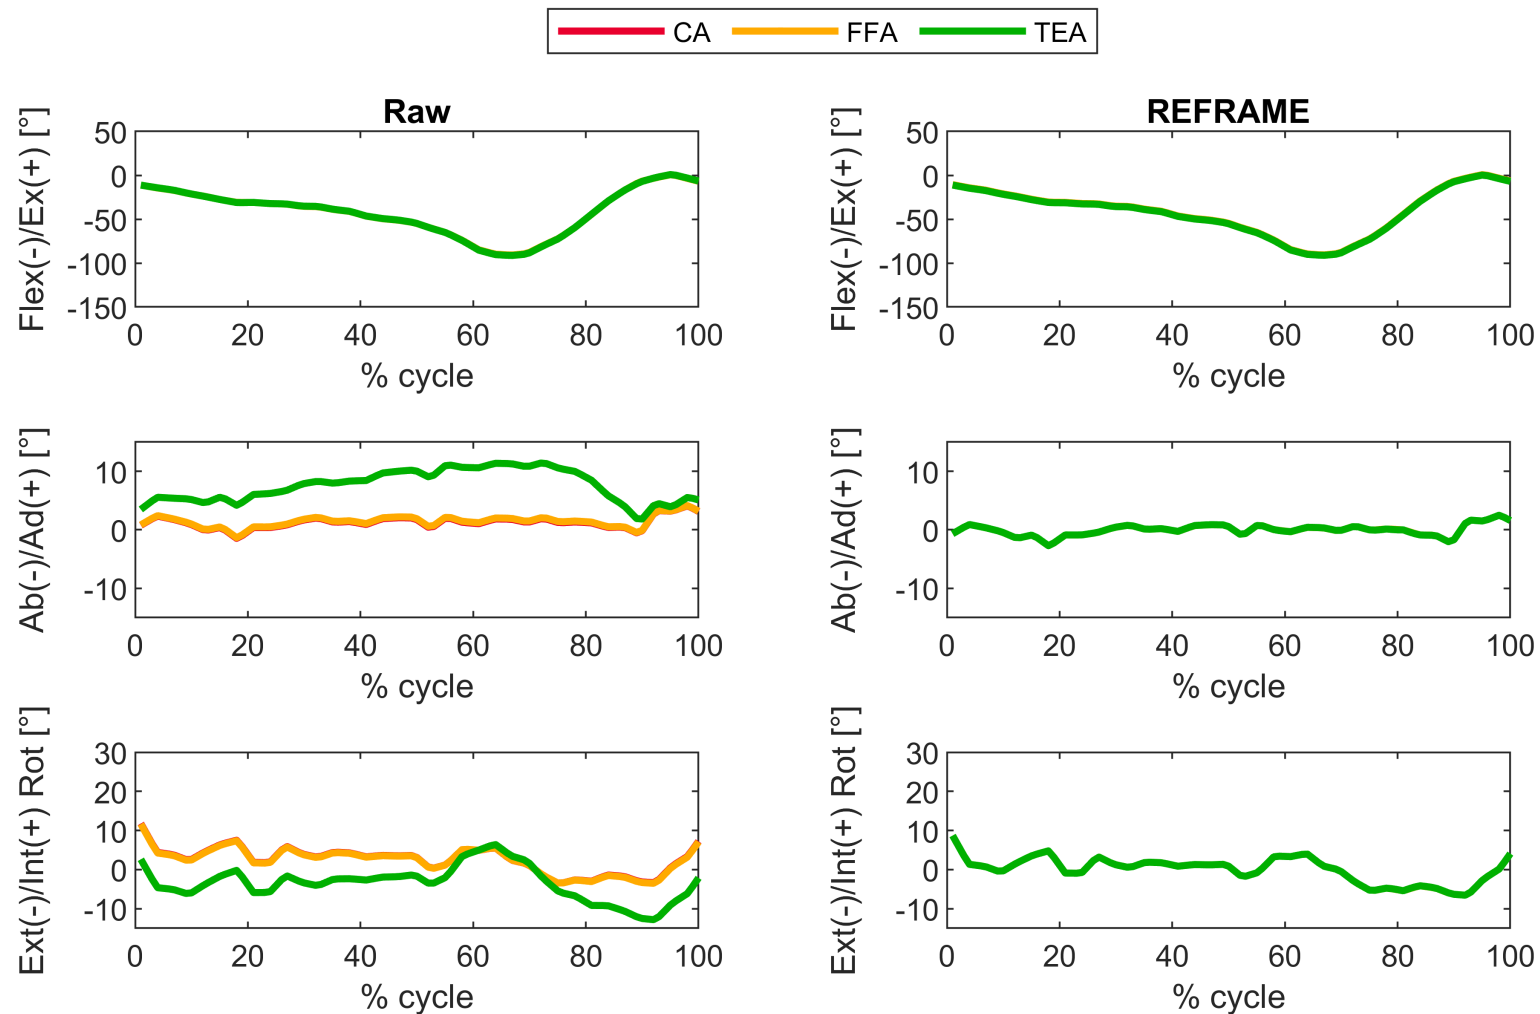 CA FFA TEA
Raw
Flex(-)/Ex(+) [°]
50
0
-50
-100
-150
0 20 40 60 80 100
% cycle
REFRAME
Flex(-)/Ex(+) [°]
50
0
-50
-100
-150
0 20 40 60 80 100
% cycle
Ab(-)/Ad(+) [°]
10
0
-10
0 20 40 60 80 100
% cycle
Ab(-)/Ad(+) [°]
10
0
-10
0 20 40 60 80 100
% cycle
Ext(-)/Int(+) Rot [°]
30
20
10
0
-10
0 20 40 60 80 100
% cycle
Ext(-)/Int(+) Rot [°]
30
20
10
0
-10
0 20 40 60 80 100
% cycle